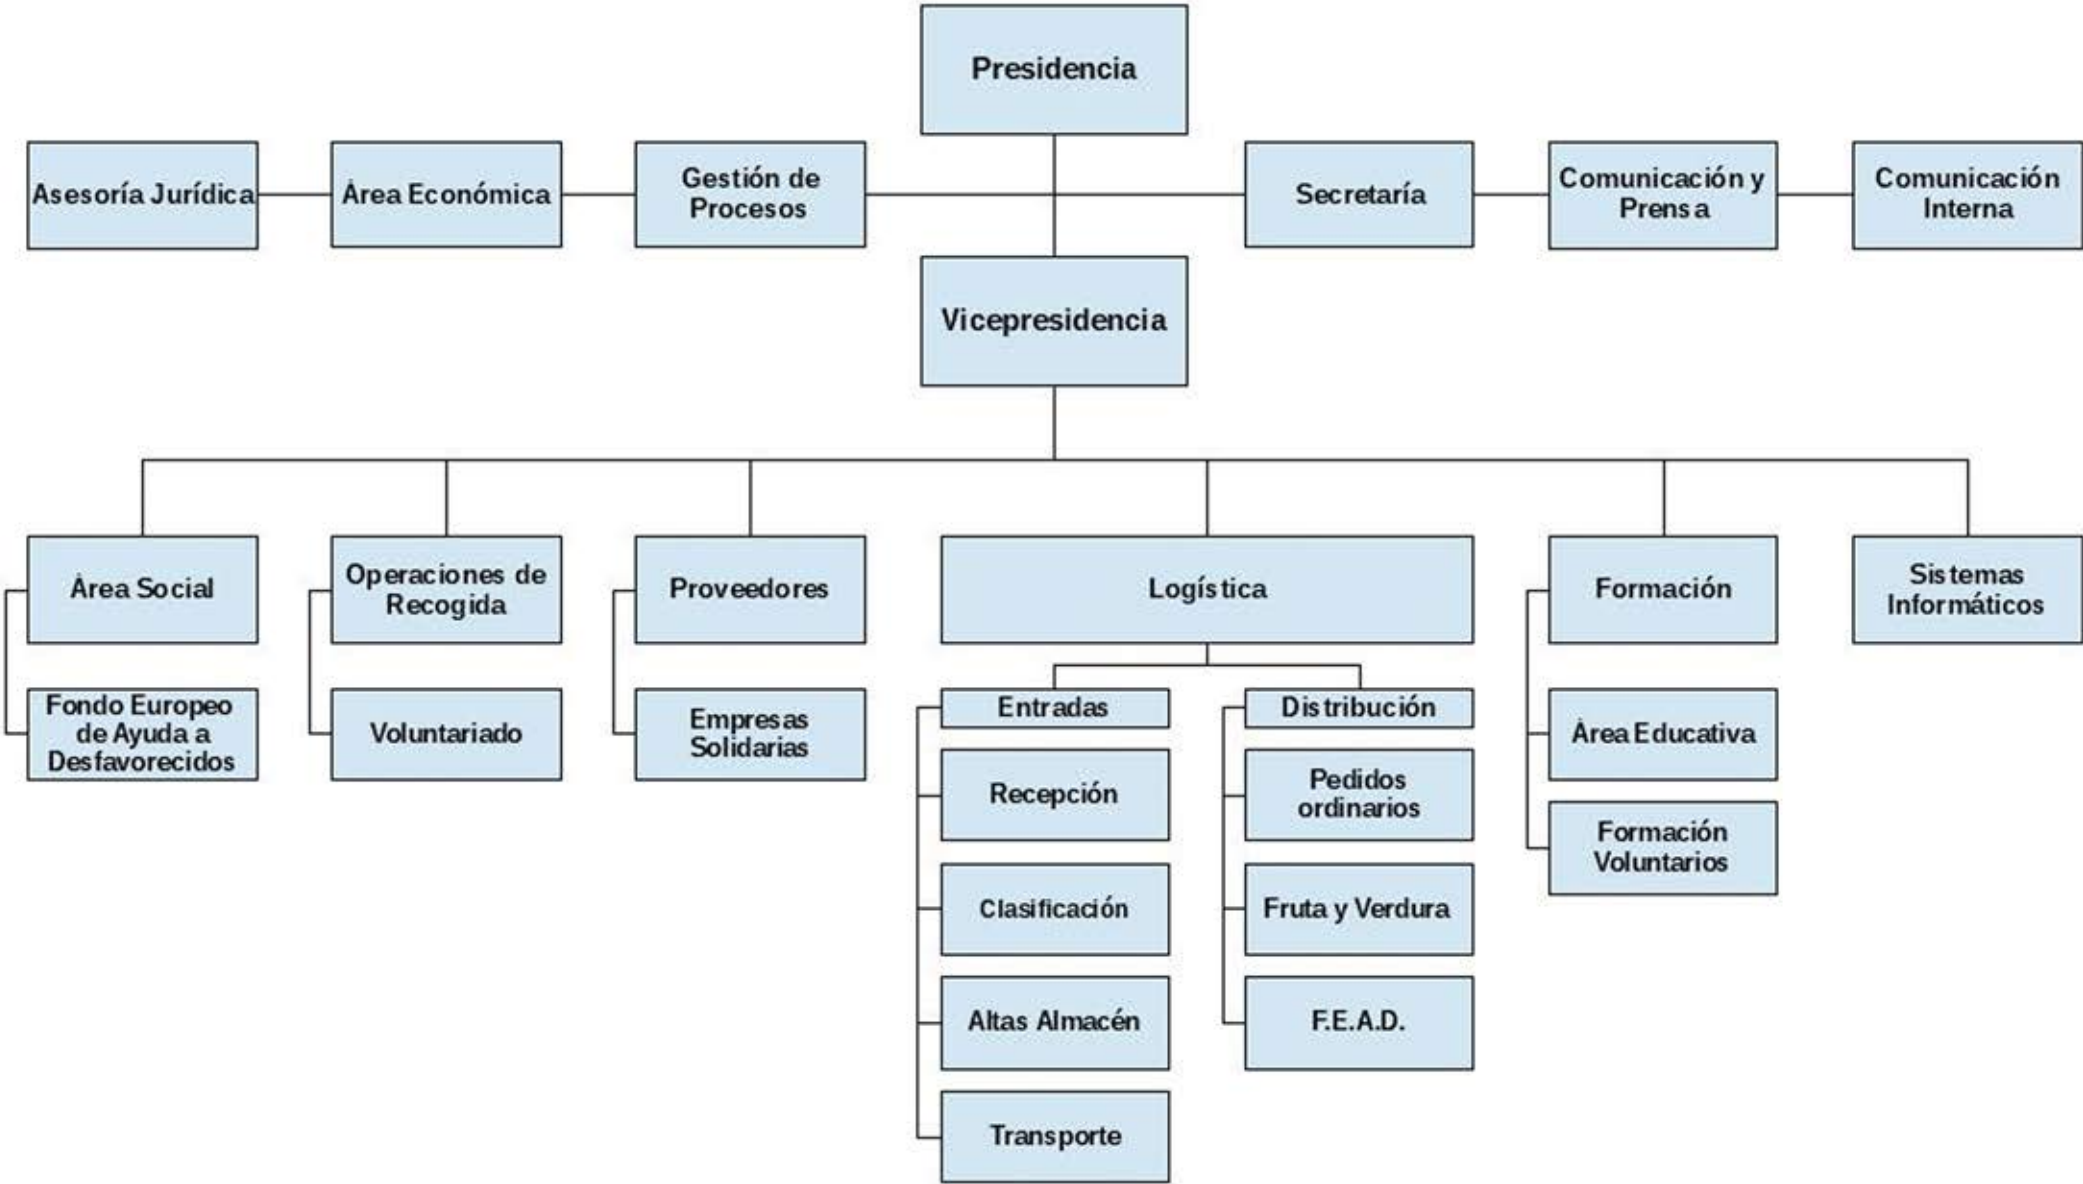 Presidencia
Asesoría Jurídica
Área Económica
Gestión de
Procesos
Secretaría
Comunicación y
Prensa
Comunicación
Interna
Vicepresidencia
Área Social
Operaciones de
Recogida
Proveedores
Logística
Formación
Sistemas
Informáticos
Fondo Europeo
de Ayuda a
Desfavorecidos
Voluntariado
Empresas
Solidarias
Entradas
Recepción
Clasificación
Altas Almacén
Transporte
Distribución
Pedidos
ordinarios
Fruta y Verdura
F.E.A.D.
Área Educativa
Formación
Voluntarios